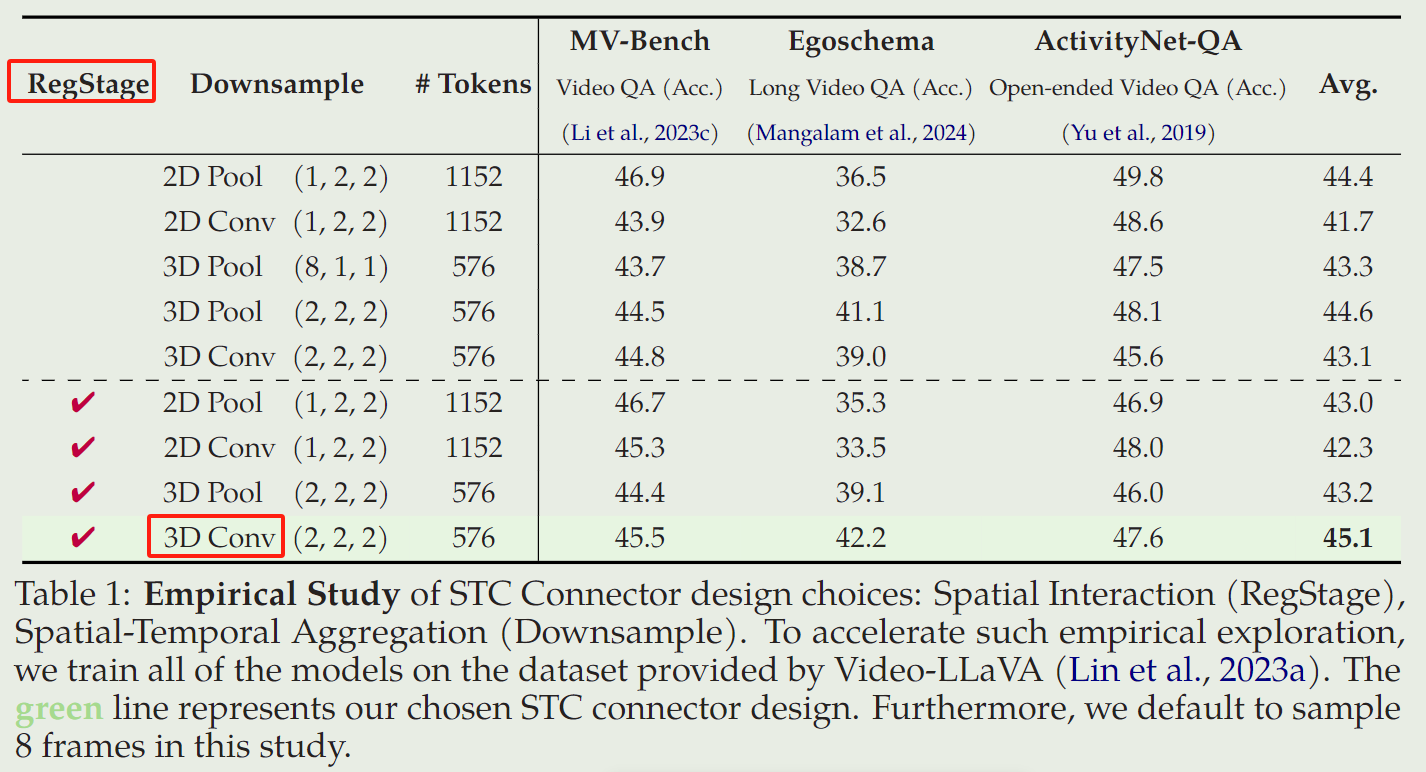 MV-Bench Egoschema ActivityNet-QA
RegStage Downsample # Tokens Video QA (Acc.) Long Video QA (Acc.) Open-ended Video QA (Acc.) Avg.
(Li et al., 2023c) (Mangalam et al., 2024) (Yu et al., 2019)
2D Pool (1, 2, 2) 1152 46.9 36.5 49.8 44.4
2D Conv (1, 2, 2) 1152 43.9 32.6 48.6 41.7
3D Pool (8, 1, 1) 576 43.7 38.7 47.5 43.3
3D Pool (2, 2, 2) 576 44.5 41.1 48.1 44.6
3D Conv (2, 2, 2) 576 44.8 39.0 45.6 43.1
✔ 2D Pool (1, 2, 2) 1152 46.7 35.3 46.9 43.0
✔ 2D Conv (1, 2, 2) 1152 45.3 33.5 48.0 42.3
✔ 3D Pool (2, 2, 2) 576 44.4 39.1 46.0 43.2
✔ 3D Conv (2, 2, 2) 576 45.5 42.2 47.6 45.1
Table 1: Empirical Study of STC Connector design choices: Spatial Interaction (RegStage),
Spatial-Temporal Aggregation (Downsample). To accelerate such empirical exploration,
we train all of the models on the dataset provided by Video-LLaVA (Lin et al., 2023a). The
green line represents our chosen STC connector design. Furthermore, we default to sample
8 frames in this study.